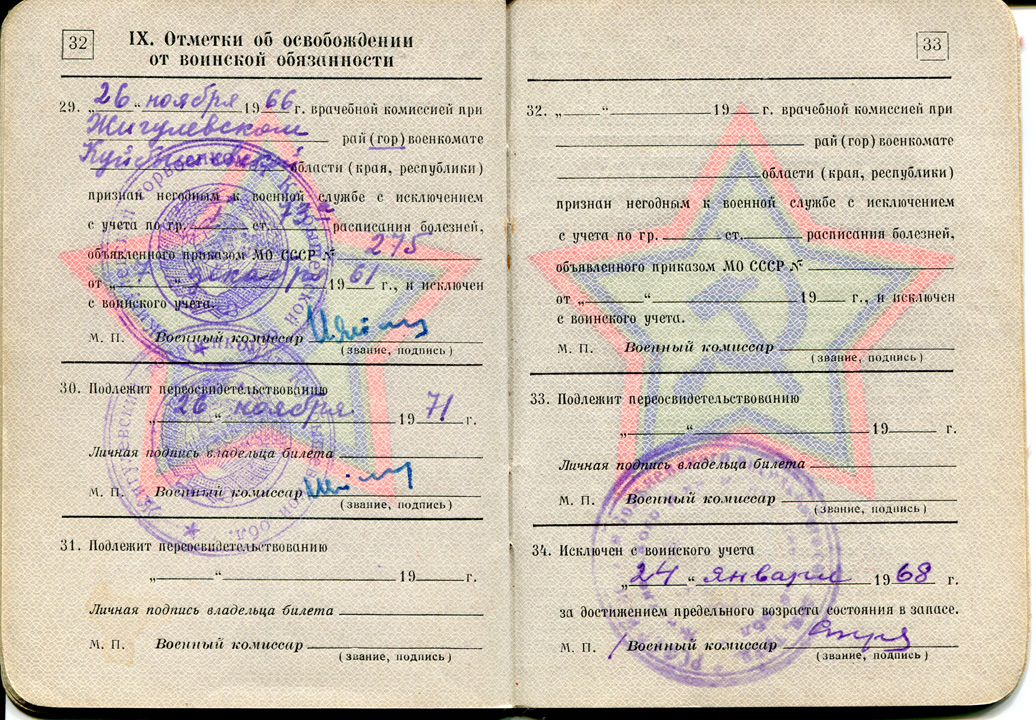 32
IX. Отметки об освобождении
от воинской обязанности
29. „26“ ноября 1966 г. врачебной комиссией при
Жигулевском рай (гор) военкомате
Куйбышевской области (края, республики)
признан негодным к военной службе с исключением
с учета по гр. I ст. 13а расписания болезней,
объявленного приказом МО СССР № 275
от „ “ декабря 1961 г., и исключен
с воинского учета.
М. П. Военный комиссар
(звание, подпись)
30. Подлежит переосвидетельствованию
„26“ ноября 1971 г.
Личная подпись владельца билета
М. П. Военный комиссар
(звание, подпись)
31. Подлежит переосвидетельствованию
„ “ 19 г.
Личная подпись владельца билета
М. П. Военный комиссар
(звание, подпись)
33
32. „ “ 19 г. врачебной комиссией при
рай (гор) военкомате
области (края, республики)
признан негодным к военной службе с исключением
с учета по гр. ст. расписания болезней,
объявленного приказом МО СССР №
от „ “ 19 г., и исключен
с воинского учета.
М. П. Военный комиссар
(звание, подпись)
33. Подлежит переосвидетельствованию
„ “ 19 г.
Личная подпись владельца билета
М. П. Военный комиссар
(звание, подпись)
34. Исключен с воинского учета
„24“ января 1968 г.
за достижением предельного возраста состояния в запасе.
М. П. Военный комиссар
(звание, подпись)